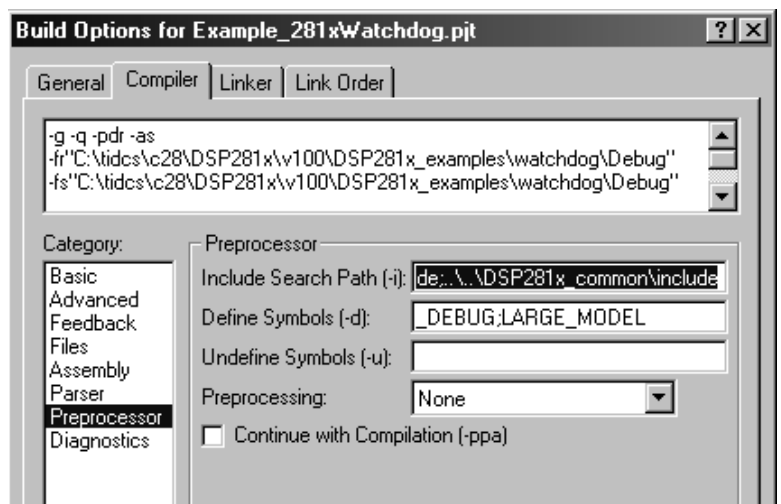 Build Options for Example_281xWatchdog.pjt
General Compiler Linker Link Order
-g -q -pdr -as
-fr"C:\tidcs\c28\DSP281x\v100\DSP281x_examples\watchdog\Debug"
-fs"C:\tidcs\c28\DSP281x\v100\DSP281x_examples\watchdog\Debug"
Category:
Basic
Advanced
Feedback
Files
Assembly
Parser
Preprocessor
Diagnostics
Preprocessor
Include Search Path (-i): de;..\..\DSP281x_common\include
Define Symbols (-d): _DEBUG;LARGE_MODEL
Undefine Symbols (-u):
Preprocessing: None
Continue with Compilation (-ppa)